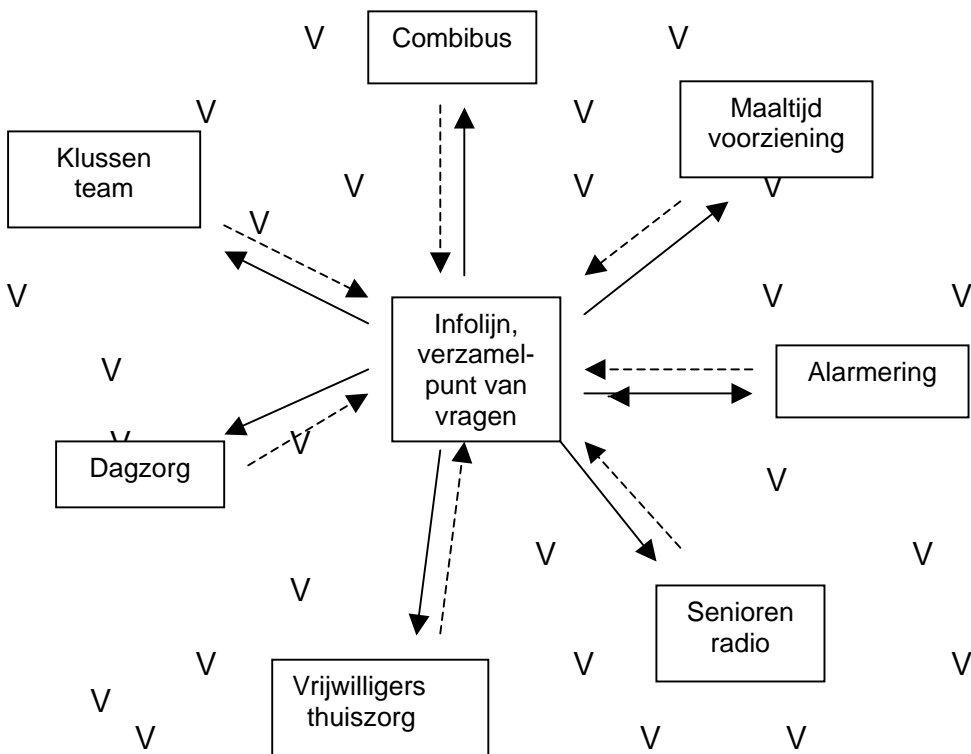 V
Combibus
V
V
V
Maaltijd
voorziening
Klussen
team
V
V
V
V
V
V
V
Infolijn,
verzamel-
punt van
vragen
V
Alarmering
V
V
Dagzorg
V
V
V
V
Senioren
radio
V
V
V
Vrijwilligers
thuiszorg
V
V
V
V